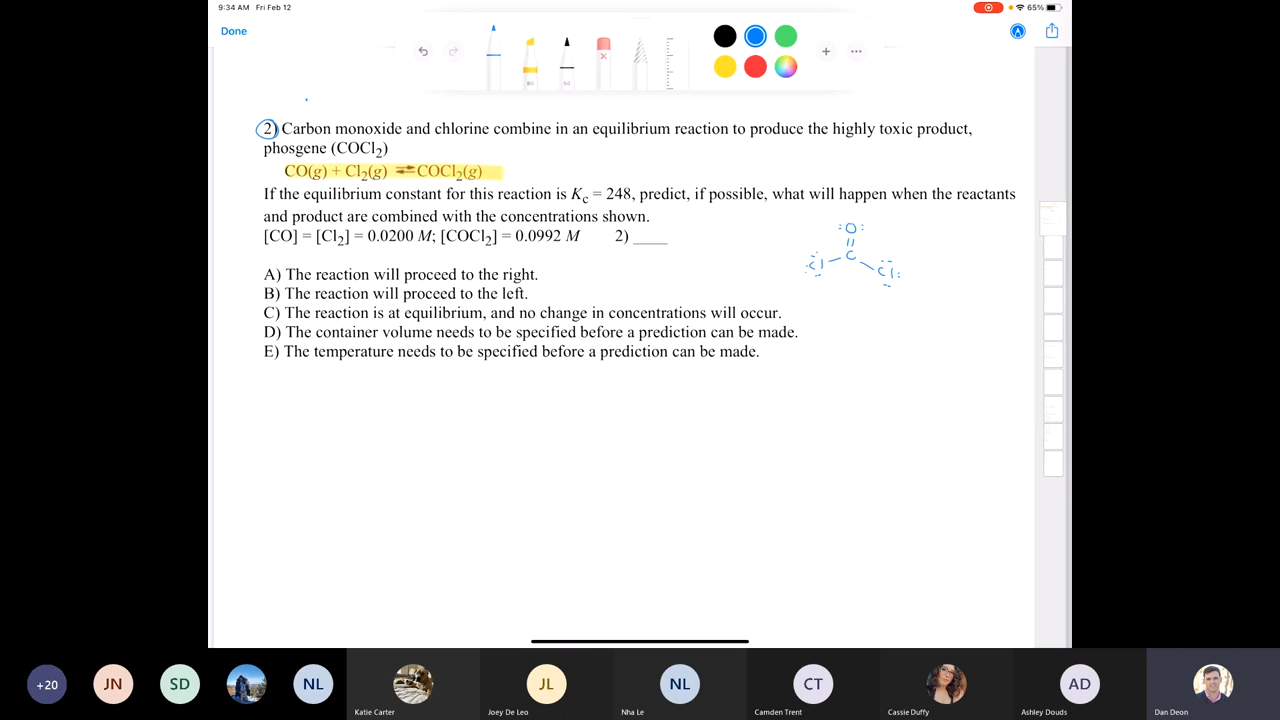 9:34 AM Fri Feb 12
65%
Done
2) Carbon monoxide and chlorine combine in an equilibrium reaction to produce the highly toxic product,
phosgene (COCl2)
CO(g) + Cl2(g) ⇌ COCl2(g)
If the equilibrium constant for this reaction is Kc = 248, predict, if possible, what will happen when the reactants
and product are combined with the concentrations shown.
[CO] = [Cl2] = 0.0200 M; [COCl2] = 0.0992 M 2) _____
:O:
C
Cl
Cl:
A) The reaction will proceed to the right.
B) The reaction will proceed to the left.
C) The reaction is at equilibrium, and no change in concentrations will occur.
D) The container volume needs to be specified before a prediction can be made.
E) The temperature needs to be specified before a prediction can be made.
+20
JN
SD
NL
JL
NL
CT
AD
Katie Carter
Joey De Leo
Nha Le
Camden Trent
Cassie Duffy
Ashley Douds
Dan Deon